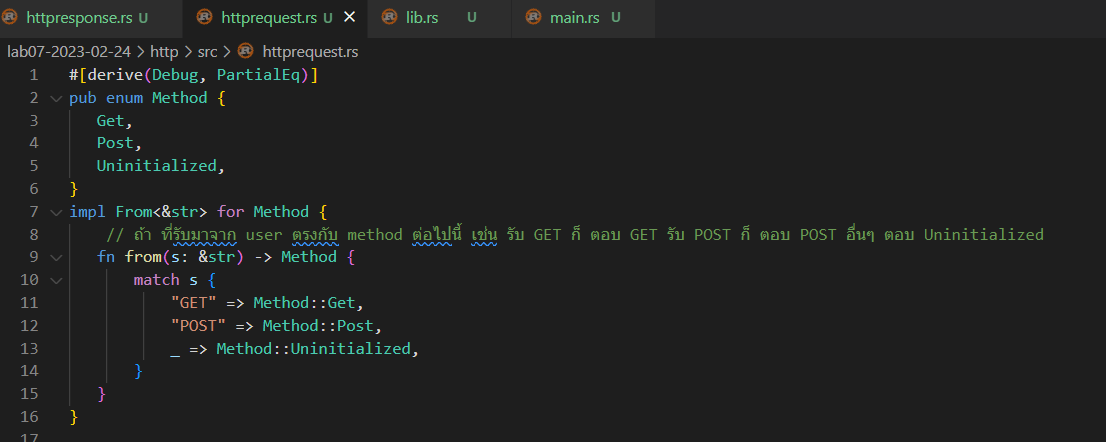 httpresponse.rs U httprequest.rs U × lib.rs U main.rs U
lab07-2023-02-24 > http > src > httprequest.rs
1 #[derive(Debug, PartialEq)]
2 pub enum Method {
3 Get,
4 Post,
5 Uninitialized,
6 }
7 impl From<&str> for Method {
8 // ถ้า ที่รับมาจาก user ตรงกับ method ต่อไปนี้ เช่น รับ GET ก็ ตอบ GET รับ POST ก็ ตอบ POST อื่นๆ ตอบ Uninitialized
9 fn from(s: &str) -> Method {
10 match s {
11 "GET" => Method::Get,
12 "POST" => Method::Post,
13 _ => Method::Uninitialized,
14 }
15 }
16 }
17